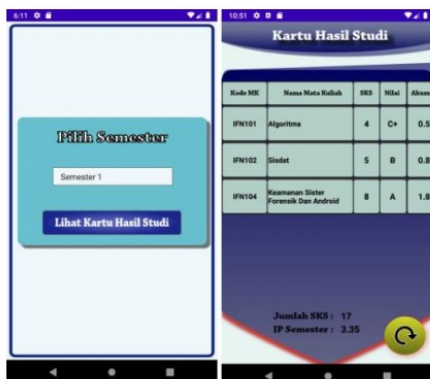 6:11
Pilih Semester
Semester 1
Lihat Kartu Hasil Studi
10:51
Kartu Hasil Studi
Kode MK Nama Mata Kuliah SKS Nilai Akumu
IFN101 Algoritma 4 C+ 0.5
IFN102 Sisdat 5 B 0.8
IFN104 Keamanan Sister Forensik Dan Android 8 A 1.8
Jumlah SKS : 17
IP Semester : 3.35